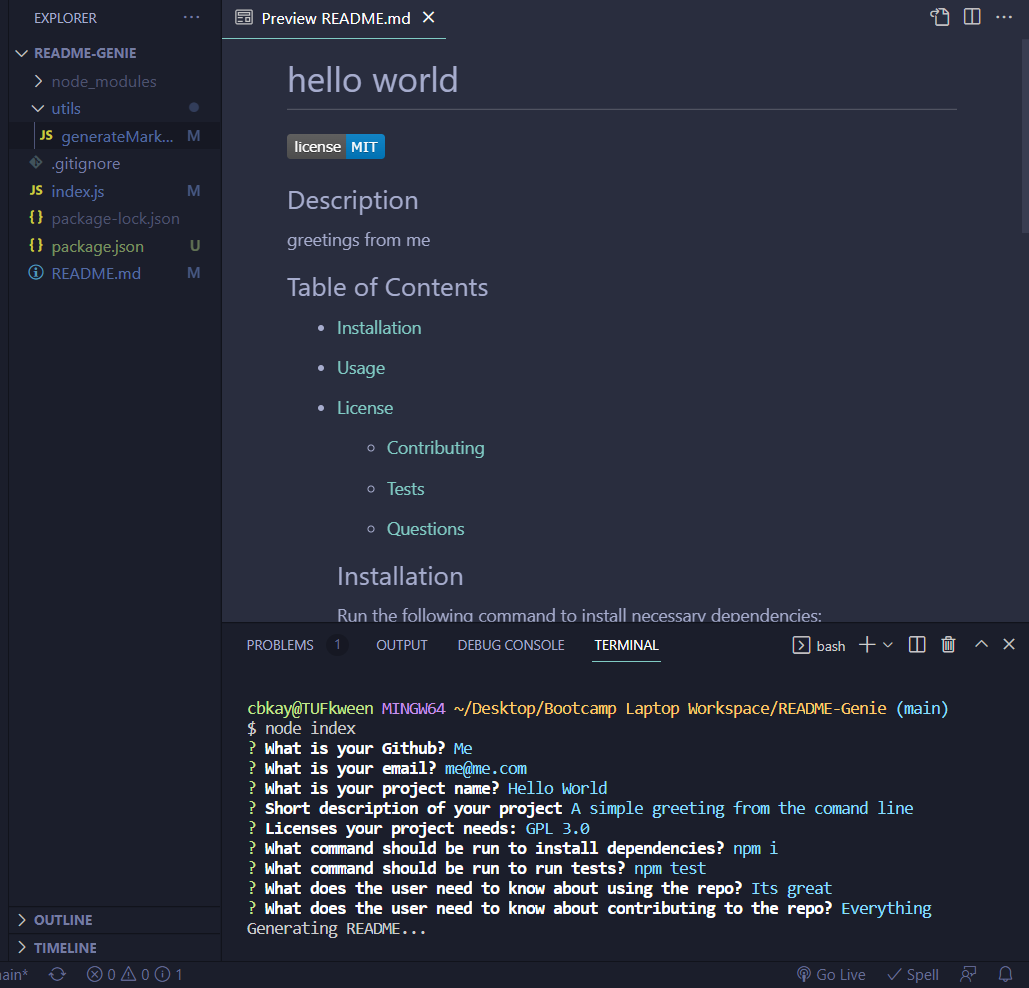 EXPLORER
README-GENIE
node_modules
utils
JS generateMark... M
.gitignore
JS index.js M
{} package-lock.json
{} package.json U
README.md M
OUTLINE
TIMELINE
Preview README.md
hello world
license MIT
Description
greetings from me
Table of Contents
• Installation
• Usage
• License
◦ Contributing
◦ Tests
◦ Questions
Installation
Run the following command to install necessary dependencies:
PROBLEMS 1 OUTPUT DEBUG CONSOLE TERMINAL bash
cbkay@TUFkween MINGW64 ~/Desktop/Bootcamp Laptop Workspace/README-Genie (main)
$ node index
? What is your Github? Me
? What is your email? me@me.com
? What is your project name? Hello World
? Short description of your project A simple greeting from the comand line
? Licenses your project needs: GPL 3.0
? What command should be run to install dependencies? npm i
? What command should be run to run tests? npm test
? What does the user need to know about using the repo? Its great
? What does the user need to know about contributing to the repo? Everything
Generating README...
ain* 0 0 1 Go Live Spell